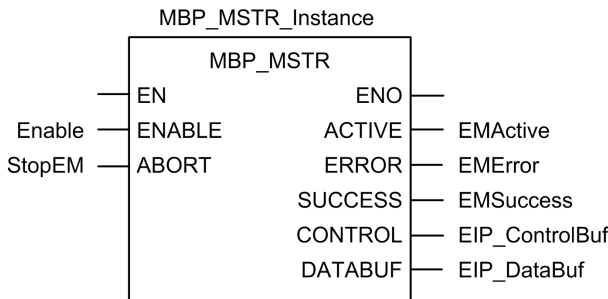 MBP_MSTR_Instance
MBP_MSTR
EN ENO
Enable ENABLE ACTIVE EMActive
StopEM ABORT ERROR EMError
SUCCESS EMSuccess
CONTROL EIP_ControlBuf
DATABUF EIP_DataBuf